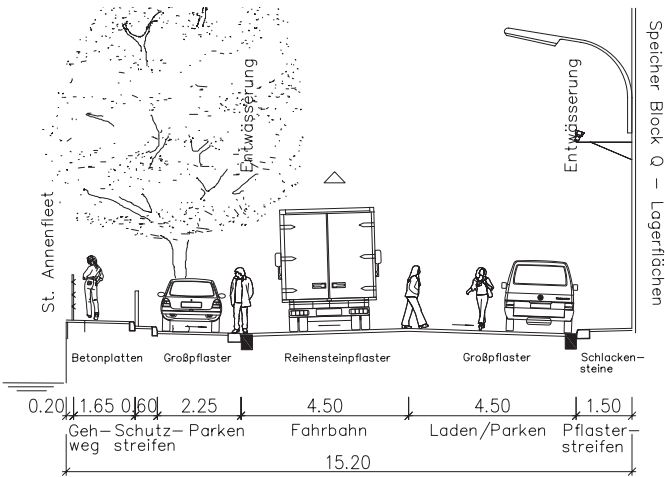 Speicher Block Q – Lagerflächen
Entwässerung
Entwässerung
St. Annenfleet
Betonplatten
Großpflaster
Reihensteinpflaster
Großpflaster
Schlacken-
steine
0.20 1.65 0.60 2.25 4.50 4.50 1.50
Geh- Schutz- Parken Fahrbahn Laden/Parken Pflaster-
weg streifen streifen
15.20